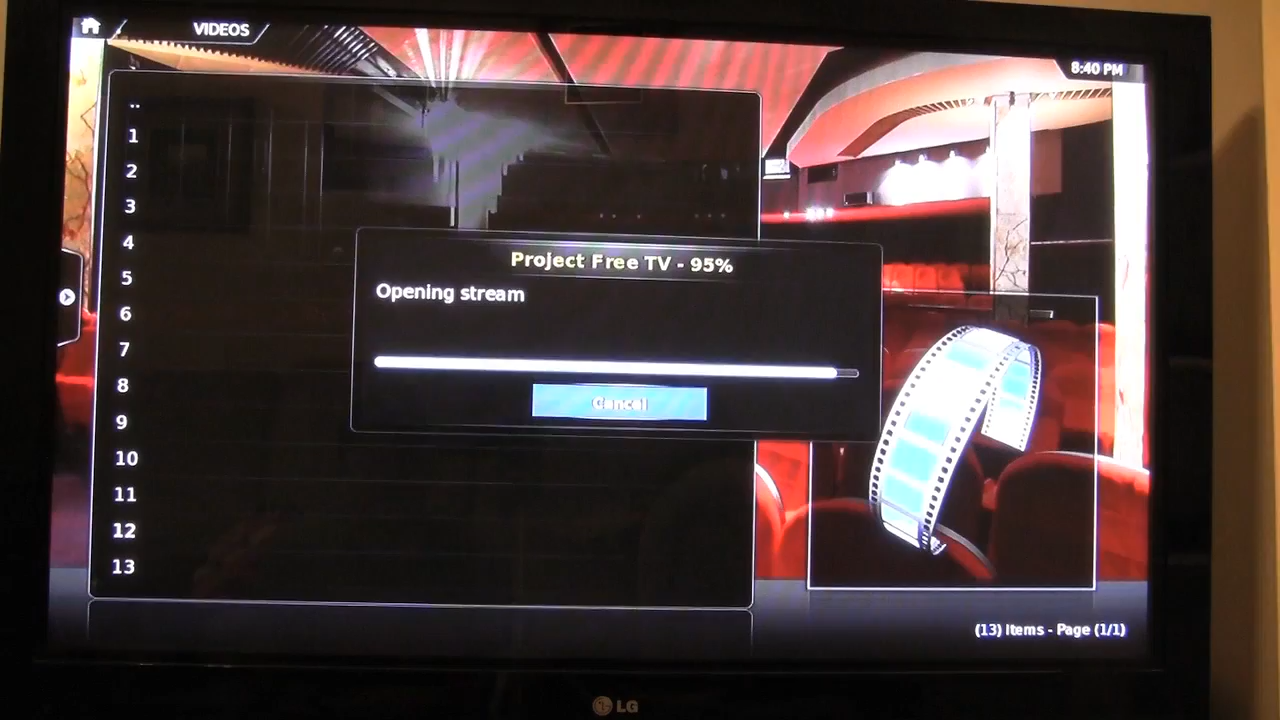 VIDEOS
8:40 PM
..
1
2
3
4
5
6
7
8
9
10
11
12
13
Project Free TV - 95%
Opening stream
Cancel
(13) Items - Page (1/1)
LG